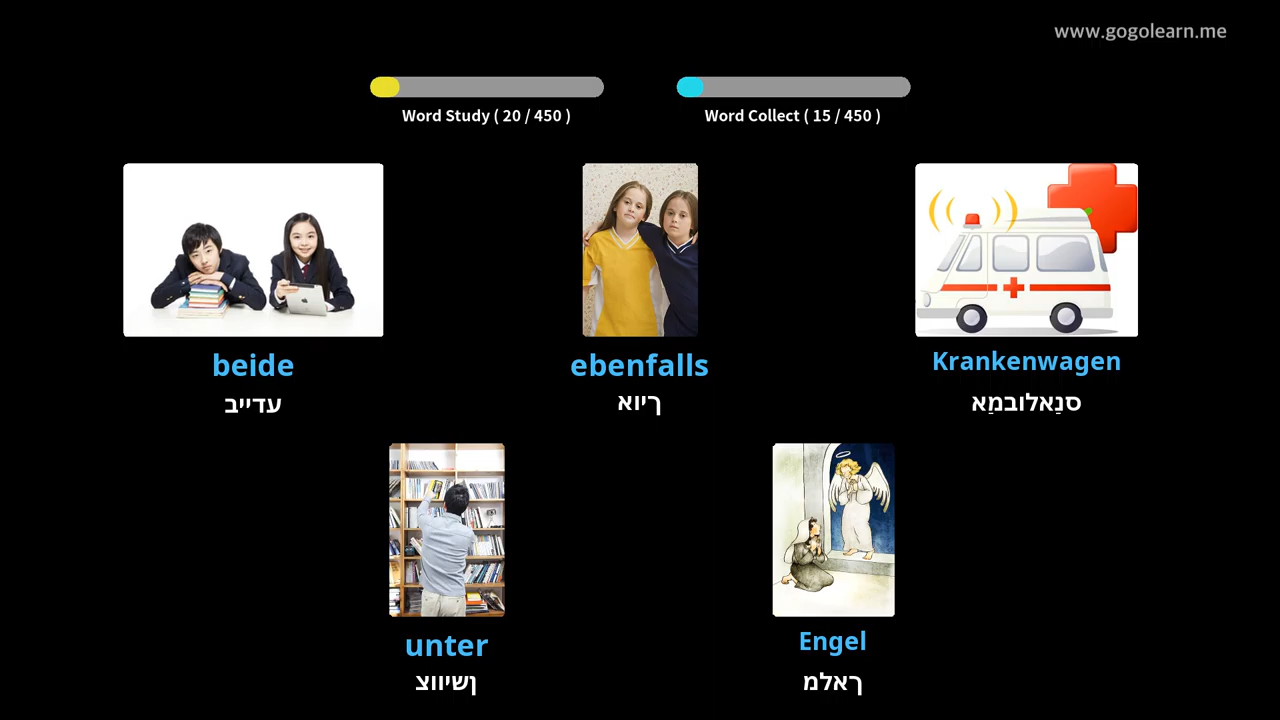 www.gogolearn.me
Word Study ( 20 / 450 )
Word Collect ( 15 / 450 )
beide
עדייב
ebenfalls
ךיוא
Krankenwagen
סנַאלובמַא
unter
ןשיווצ
Engel
ךאלמ